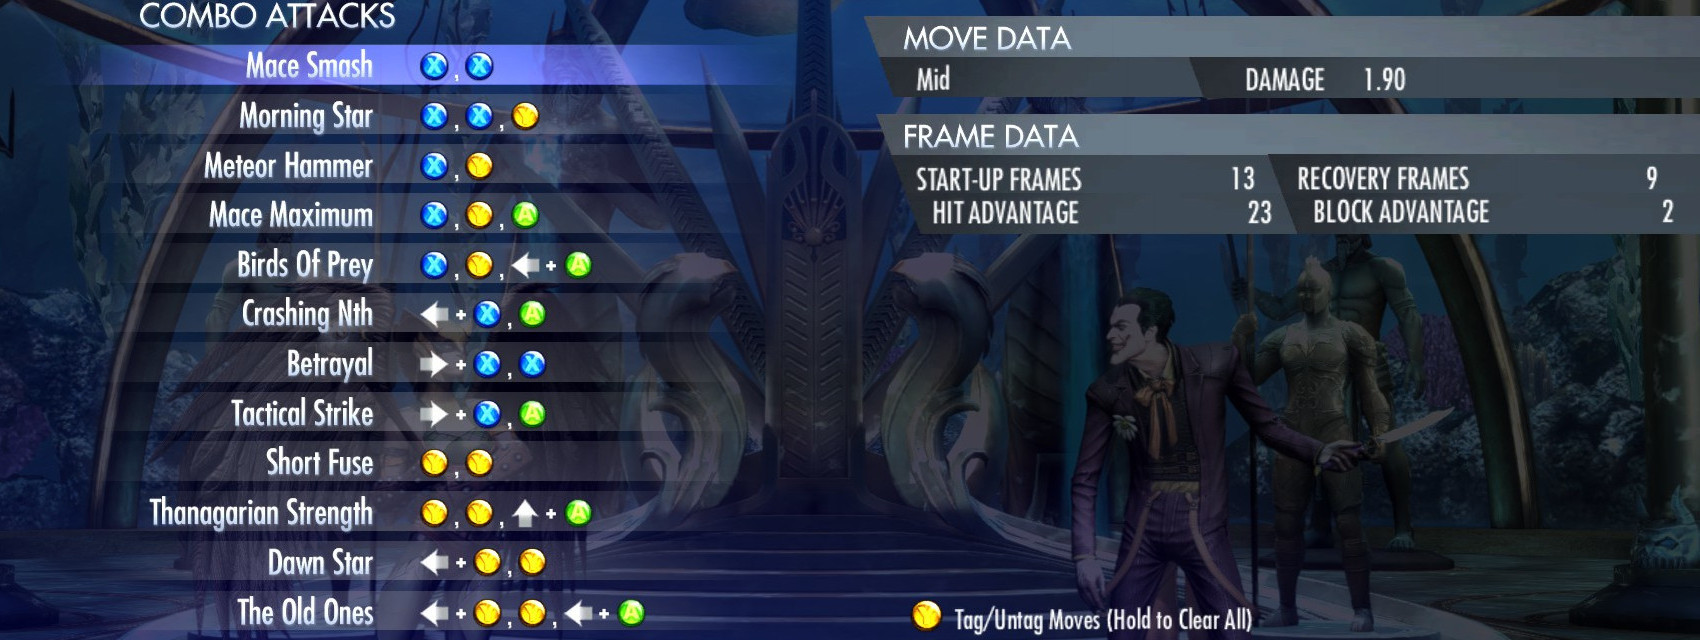 COMBO ATTACKS
Mace Smash X , X
Morning Star X , X , Y
Meteor Hammer X , Y
Mace Maximum X , Y , A
Birds Of Prey X , Y , + A
Crashing Nth + X , A
Betrayal + X , X
Tactical Strike + X , A
Short Fuse Y , Y
Thanagarian Strength Y , Y , + A
Dawn Star + Y , Y
The Old Ones + Y , Y , + A
MOVE DATA
Mid DAMAGE 1.90
FRAME DATA
START-UP FRAMES 13 RECOVERY FRAMES 9
HIT ADVANTAGE 23 BLOCK ADVANTAGE 2
Y Tag/Untag Moves (Hold to Clear All)